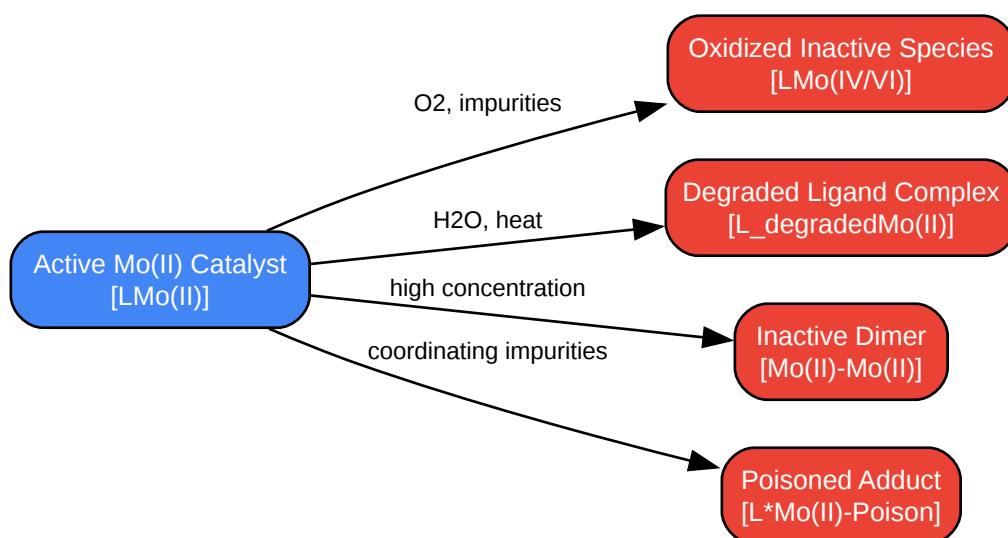 Oxidized Inactive Species
[LMo(IV/VI)]
O2, impurities
Degraded Ligand Complex
[L_degradedMo(II)]
H2O, heat
Active Mo(II) Catalyst
[LMo(II)]
high concentration
Inactive Dimer
[Mo(II)-Mo(II)]
coordinating impurities
Poisoned Adduct
[L*Mo(II)-Poison]